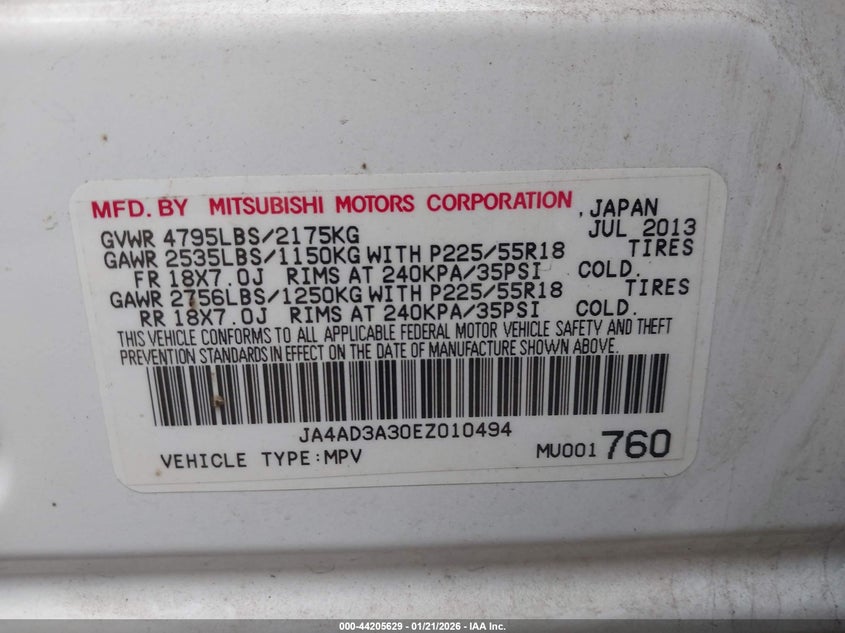 MFD. BY MITSUBISHI MOTORS CORPORATION, JAPAN
GVWR 4795LBS/2175KG JUL 2013
GAWR 2535LBS/1150KG WITH P225/55R18 TIRES
FR 18X7.0J RIMS AT 240KPA/35PSI COLD.
GAWR 2756LBS/1250KG WITH P225/55R18 TIRES
RR 18X7.0J RIMS AT 240KPA/35PSI COLD.
THIS VEHICLE CONFORMS TO ALL APPLICABLE FEDERAL MOTOR VEHICLE SAFETY AND THEFT
PREVENTION STANDARDS IN EFFECT ON THE DATE OF MANUFACTURE SHOWN ABOVE.
JA4AD3A30EZ010494
VEHICLE TYPE:MPV MU001 760
000-44205629 - 01/21/2026 - IAA Inc.